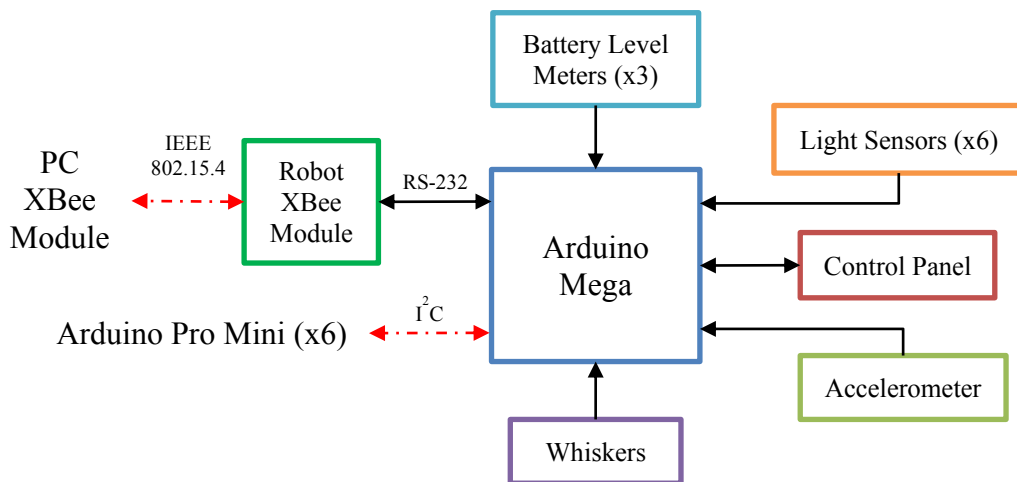 Battery Level
Meters (x3)
Light Sensors (x6)
IEEE
802.15.4
PC
XBee
Module
Robot
XBee
Module
RS-232
Arduino
Mega
Control Panel
I²C
Arduino Pro Mini (x6)
Accelerometer
Whiskers